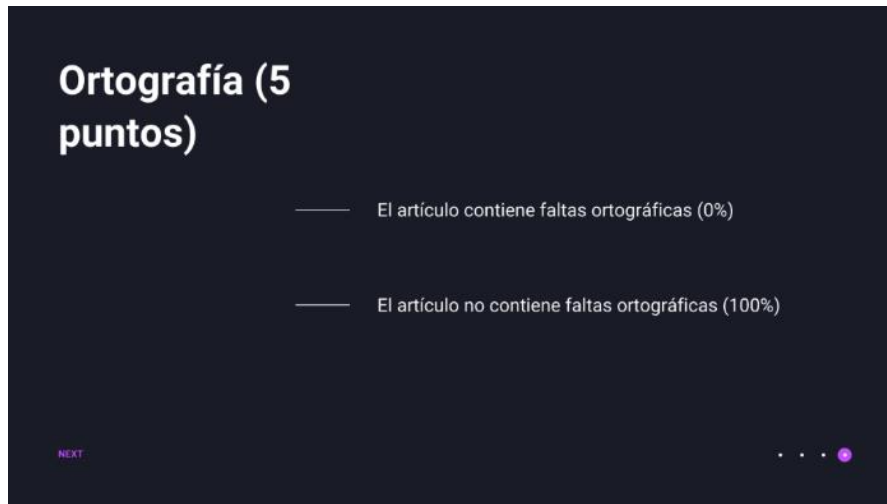 Ortografía (5
puntos)
El artículo contiene faltas ortográficas (0%)
El artículo no contiene faltas ortográficas (100%)
NEXT